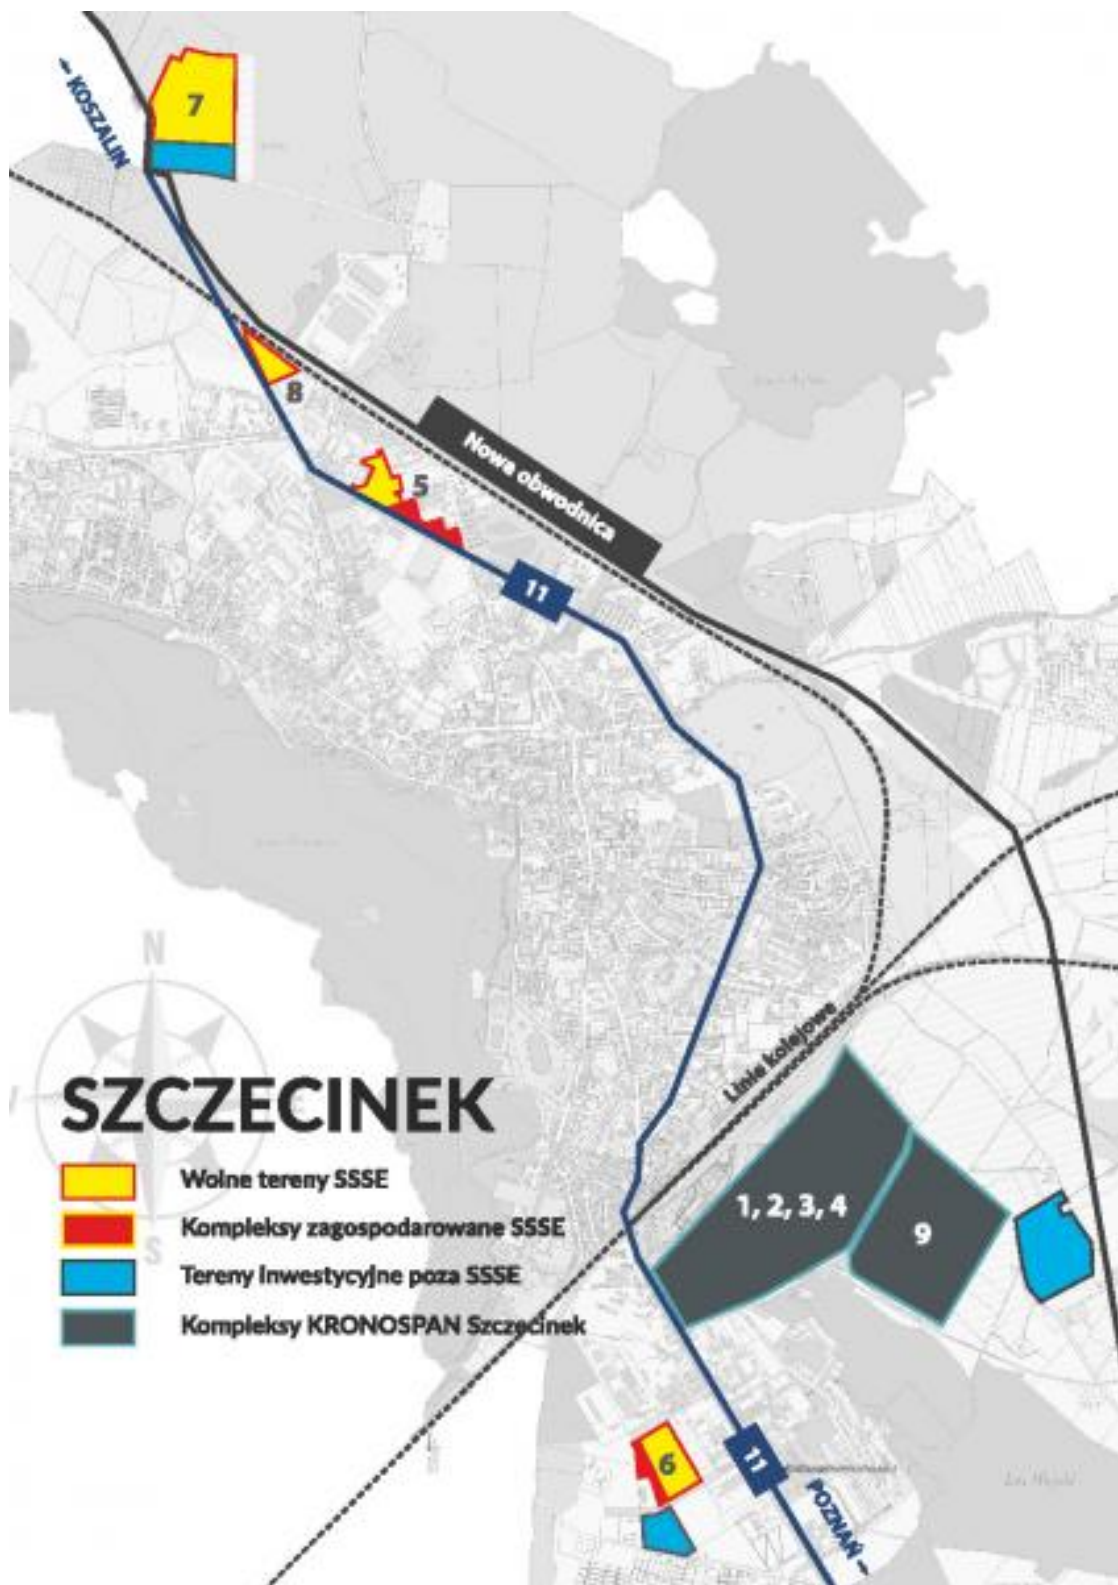 ← KOSZALIN
7
8
5
Nowa obwodnica
11
N
Linie kolejowe
SZCZECINEK
Wolne tereny SSSE
1, 2, 3, 4
9
Kompleksy zagospodarowane SSSE
S
Tereny inwestycyjne poza SSSE
Kompleksy KRONOSPAN Szczecinek
6
11
POZNAŃ →